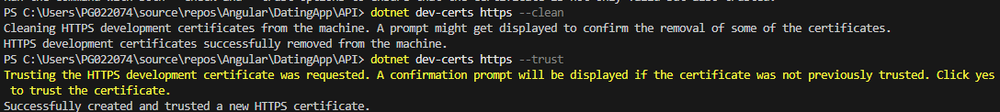 PS C:\Users\PG022074\source\repos\Angular\DatingApp\API> dotnet dev-certs https --clean
Cleaning HTTPS development certificates from the machine. A prompt might get displayed to confirm the removal of some of the certificates.
HTTPS development certificates successfully removed from the machine.
PS C:\Users\PG022074\source\repos\Angular\DatingApp\API> dotnet dev-certs https --trust
Trusting the HTTPS development certificate was requested. A confirmation prompt will be displayed if the certificate was not previously trusted. Click yes
to trust the certificate.
Successfully created and trusted a new HTTPS certificate.